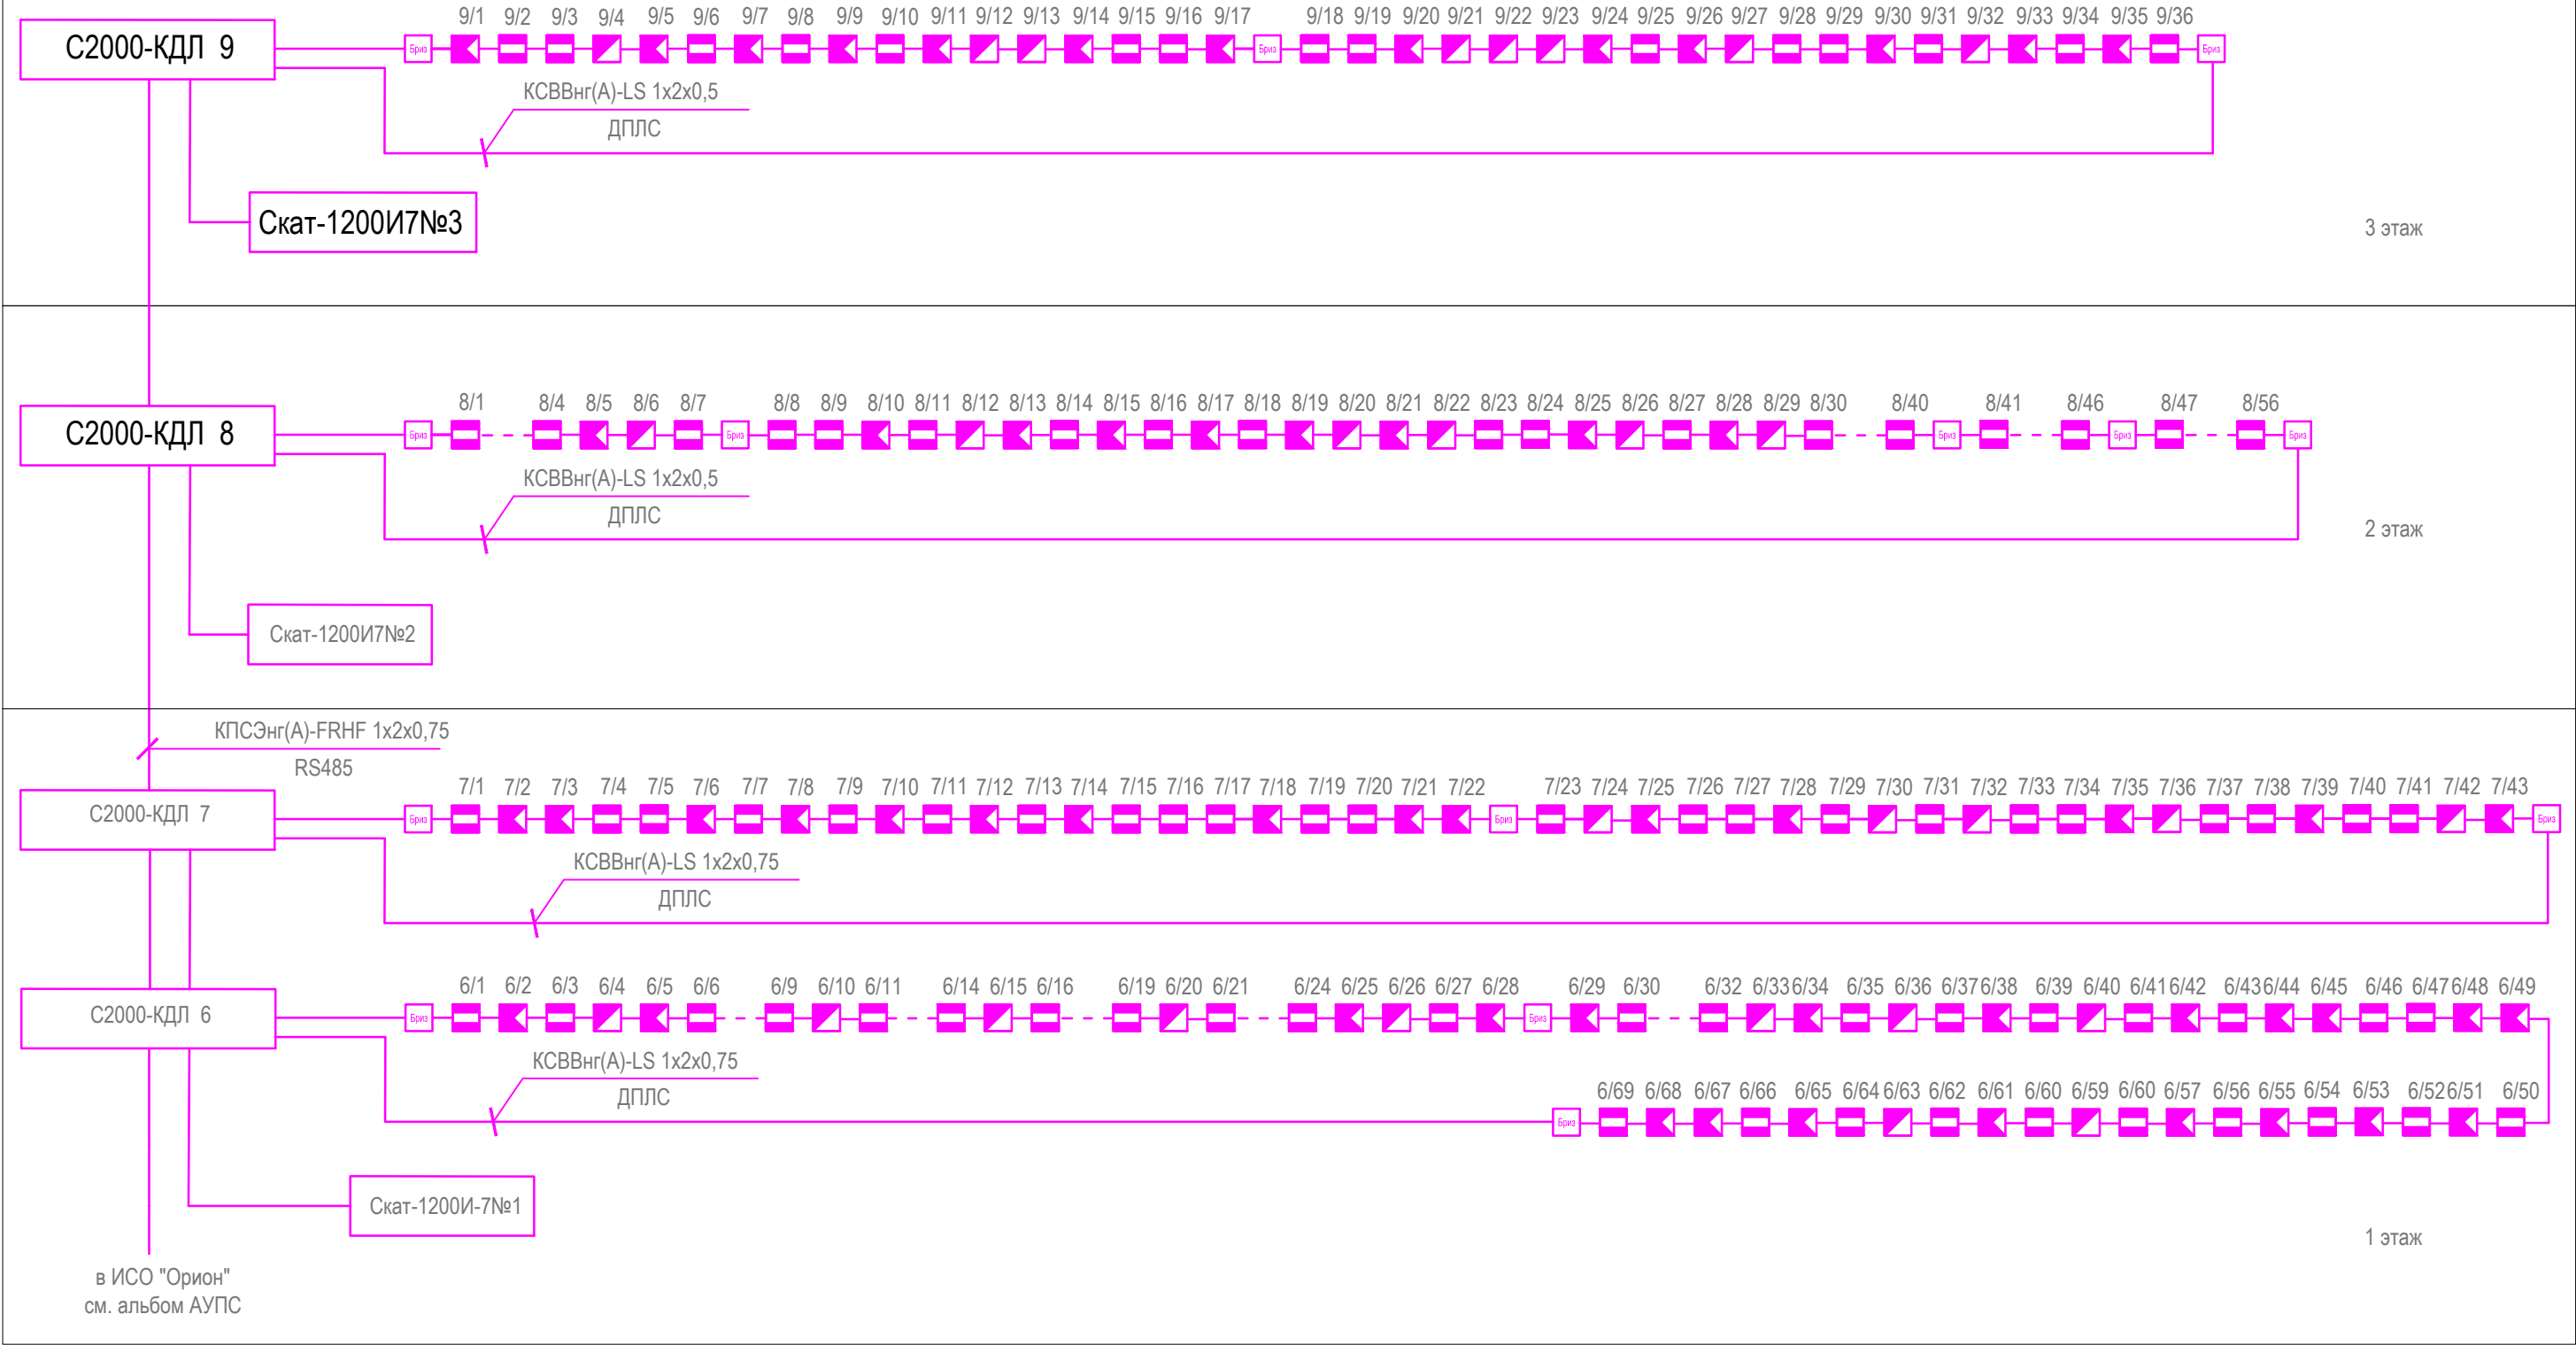 9/1 9/2 9/3 9/4 9/5 9/6 9/7 9/8 9/9 9/10 9/11 9/12 9/13 9/14 9/15 9/16 9/17 9/18 9/19 9/20 9/21 9/22 9/23 9/24 9/25 9/26 9/27 9/28 9/29 9/30 9/31 9/32 9/33 9/34 9/35 9/36
С2000-КДЛ 9
Бриз Бриз Бриз
КСВВнг(А)-LS 1х2х0,5
ДПЛС
Скат-1200И7№3
3 этаж
8/1 8/4 8/5 8/6 8/7 8/8 8/9 8/10 8/11 8/12 8/13 8/14 8/15 8/16 8/17 8/18 8/19 8/20 8/21 8/22 8/23 8/24 8/25 8/26 8/27 8/28 8/29 8/30 8/40 8/41 8/46 8/47 8/56
С2000-КДЛ 8
Бриз Бриз Бриз Бриз Бриз
КСВВнг(А)-LS 1х2х0,5
ДПЛС
2 этаж
Скат-1200И7№2
КПСЭнг(А)-FRHF 1х2х0,75
RS485
7/1 7/2 7/3 7/4 7/5 7/6 7/7 7/8 7/9 7/10 7/11 7/12 7/13 7/14 7/15 7/16 7/17 7/18 7/19 7/20 7/21 7/22 7/23 7/24 7/25 7/26 7/27 7/28 7/29 7/30 7/31 7/32 7/33 7/34 7/35 7/36 7/37 7/38 7/39 7/40 7/41 7/42 7/43
С2000-КДЛ 7
Бриз Бриз Бриз
КСВВнг(А)-LS 1х2х0,75
ДПЛС
6/1 6/2 6/3 6/4 6/5 6/6 6/9 6/10 6/11 6/14 6/15 6/16 6/19 6/20 6/21 6/24 6/25 6/26 6/27 6/28 6/29 6/30 6/32 6/33 6/34 6/35 6/36 6/37 6/38 6/39 6/40 6/41 6/42 6/43 6/44 6/45 6/46 6/47 6/48 6/49
С2000-КДЛ 6
Бриз Бриз
КСВВнг(А)-LS 1х2х0,75
ДПЛС
6/69 6/68 6/67 6/66 6/65 6/64 6/63 6/62 6/61 6/60 6/59 6/60 6/57 6/56 6/55 6/54 6/53 6/52 6/51 6/50
Бриз
Скат-1200И-7№1
1 этаж
в ИСО "Орион"
см. альбом АУПС